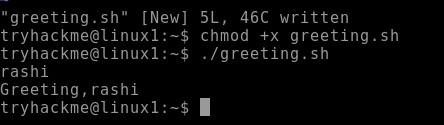 "greeting.sh" [New] 5L, 46C written
tryhackme@linux1:~$ chmod +x greeting.sh
tryhackme@linux1:~$ ./greeting.sh
rashi
Greeting,rashi
tryhackme@linux1:~$